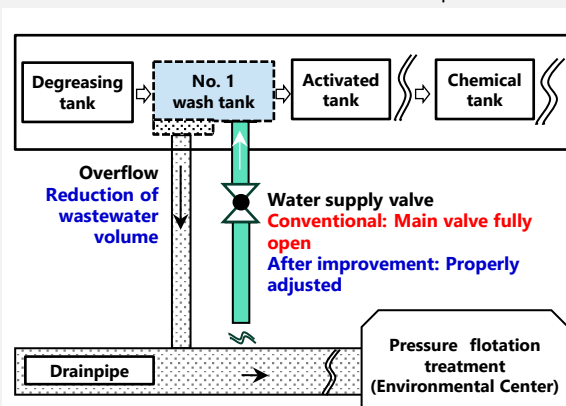 Degreasing
tank
No. 1
wash tank
Activated
tank
Chemical
tank
Overflow
Reduction of
wastewater
volume
Water supply valve
Conventional: Main valve fully
open
After improvement: Properly
adjusted
Drainpipe
Pressure flotation
treatment
(Environmental Center)